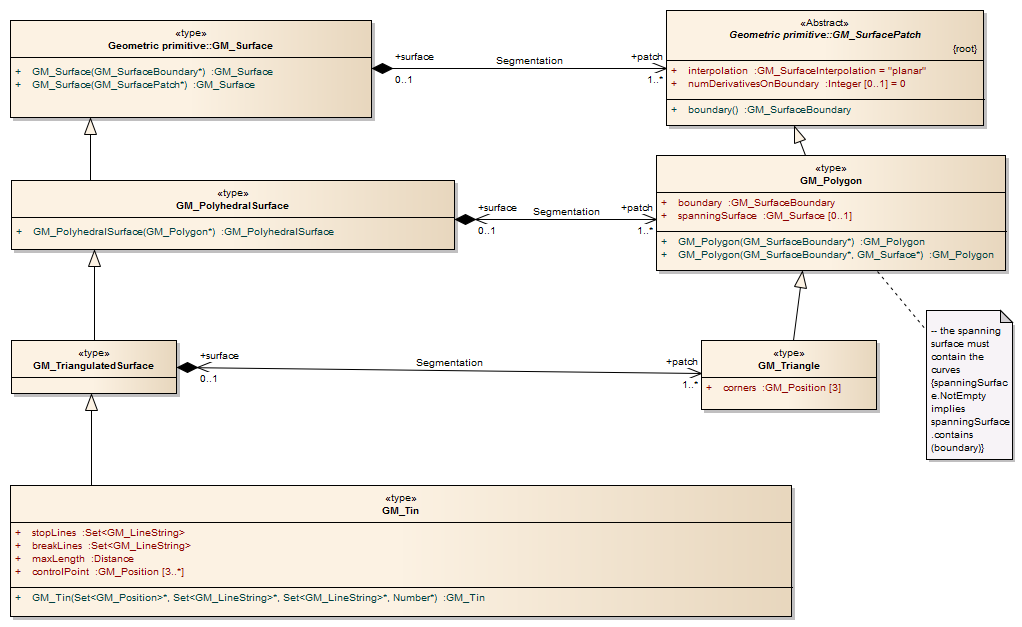 «type»
Geometric primitive::GM_Surface
+ GM_Surface(GM_SurfaceBoundary*) :GM_Surface
+ GM_Surface(GM_SurfacePatch*) :GM_Surface
+surface
0..1
Segmentation
+patch
1..*
«Abstract»
Geometric primitive::GM_SurfacePatch
{root}
+ interpolation :GM_SurfaceInterpolation = "planar"
+ numDerivativesOnBoundary :Integer [0..1] = 0
+ boundary() :GM_SurfaceBoundary
«type»
GM_PolyhedralSurface
+ GM_PolyhedralSurface(GM_Polygon*) :GM_PolyhedralSurface
+surface
0..1
Segmentation
+patch
1..*
«type»
GM_Polygon
+ boundary :GM_SurfaceBoundary
+ spanningSurface :GM_Surface [0..1]
+ GM_Polygon(GM_SurfaceBoundary*) :GM_Polygon
+ GM_Polygon(GM_SurfaceBoundary*, GM_Surface*) :GM_Polygon
«type»
GM_TriangulatedSurface
+surface
0..1
Segmentation
+patch
1..*
«type»
GM_Triangle
+ corners :GM_Position [3]
-- the spanning
surface must
contain the
curves
{spanningSurfac
e.NotEmpty
implies
spanningSurface
.contains
(boundary)}
«type»
GM_Tin
+ stopLines :Set<GM_LineString>
+ breakLines :Set<GM_LineString>
+ maxLength :Distance
+ controlPoint :GM_Position [3..*]
+ GM_Tin(Set<GM_Position>*, Set<GM_LineString>*, Set<GM_LineString>*, Number*) :GM_Tin